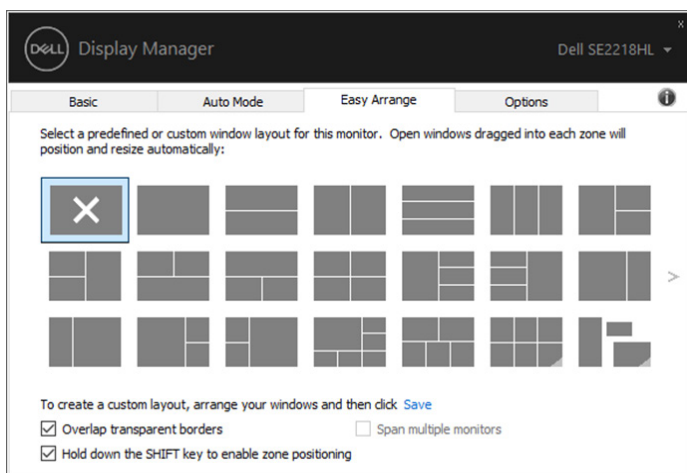 x
DELL Display Manager Dell SE2218HL
Basic Auto Mode Easy Arrange Options i
Select a predefined or custom window layout for this monitor. Open windows dragged into each zone will
position and resize automatically:
>
To create a custom layout, arrange your windows and then click Save
Overlap transparent borders Span multiple monitors
Hold down the SHIFT key to enable zone positioning